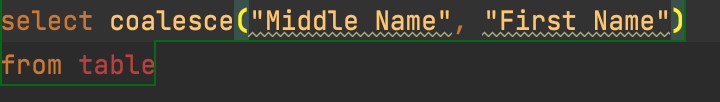 select coalesce("Middle Name", "First Name")
from table